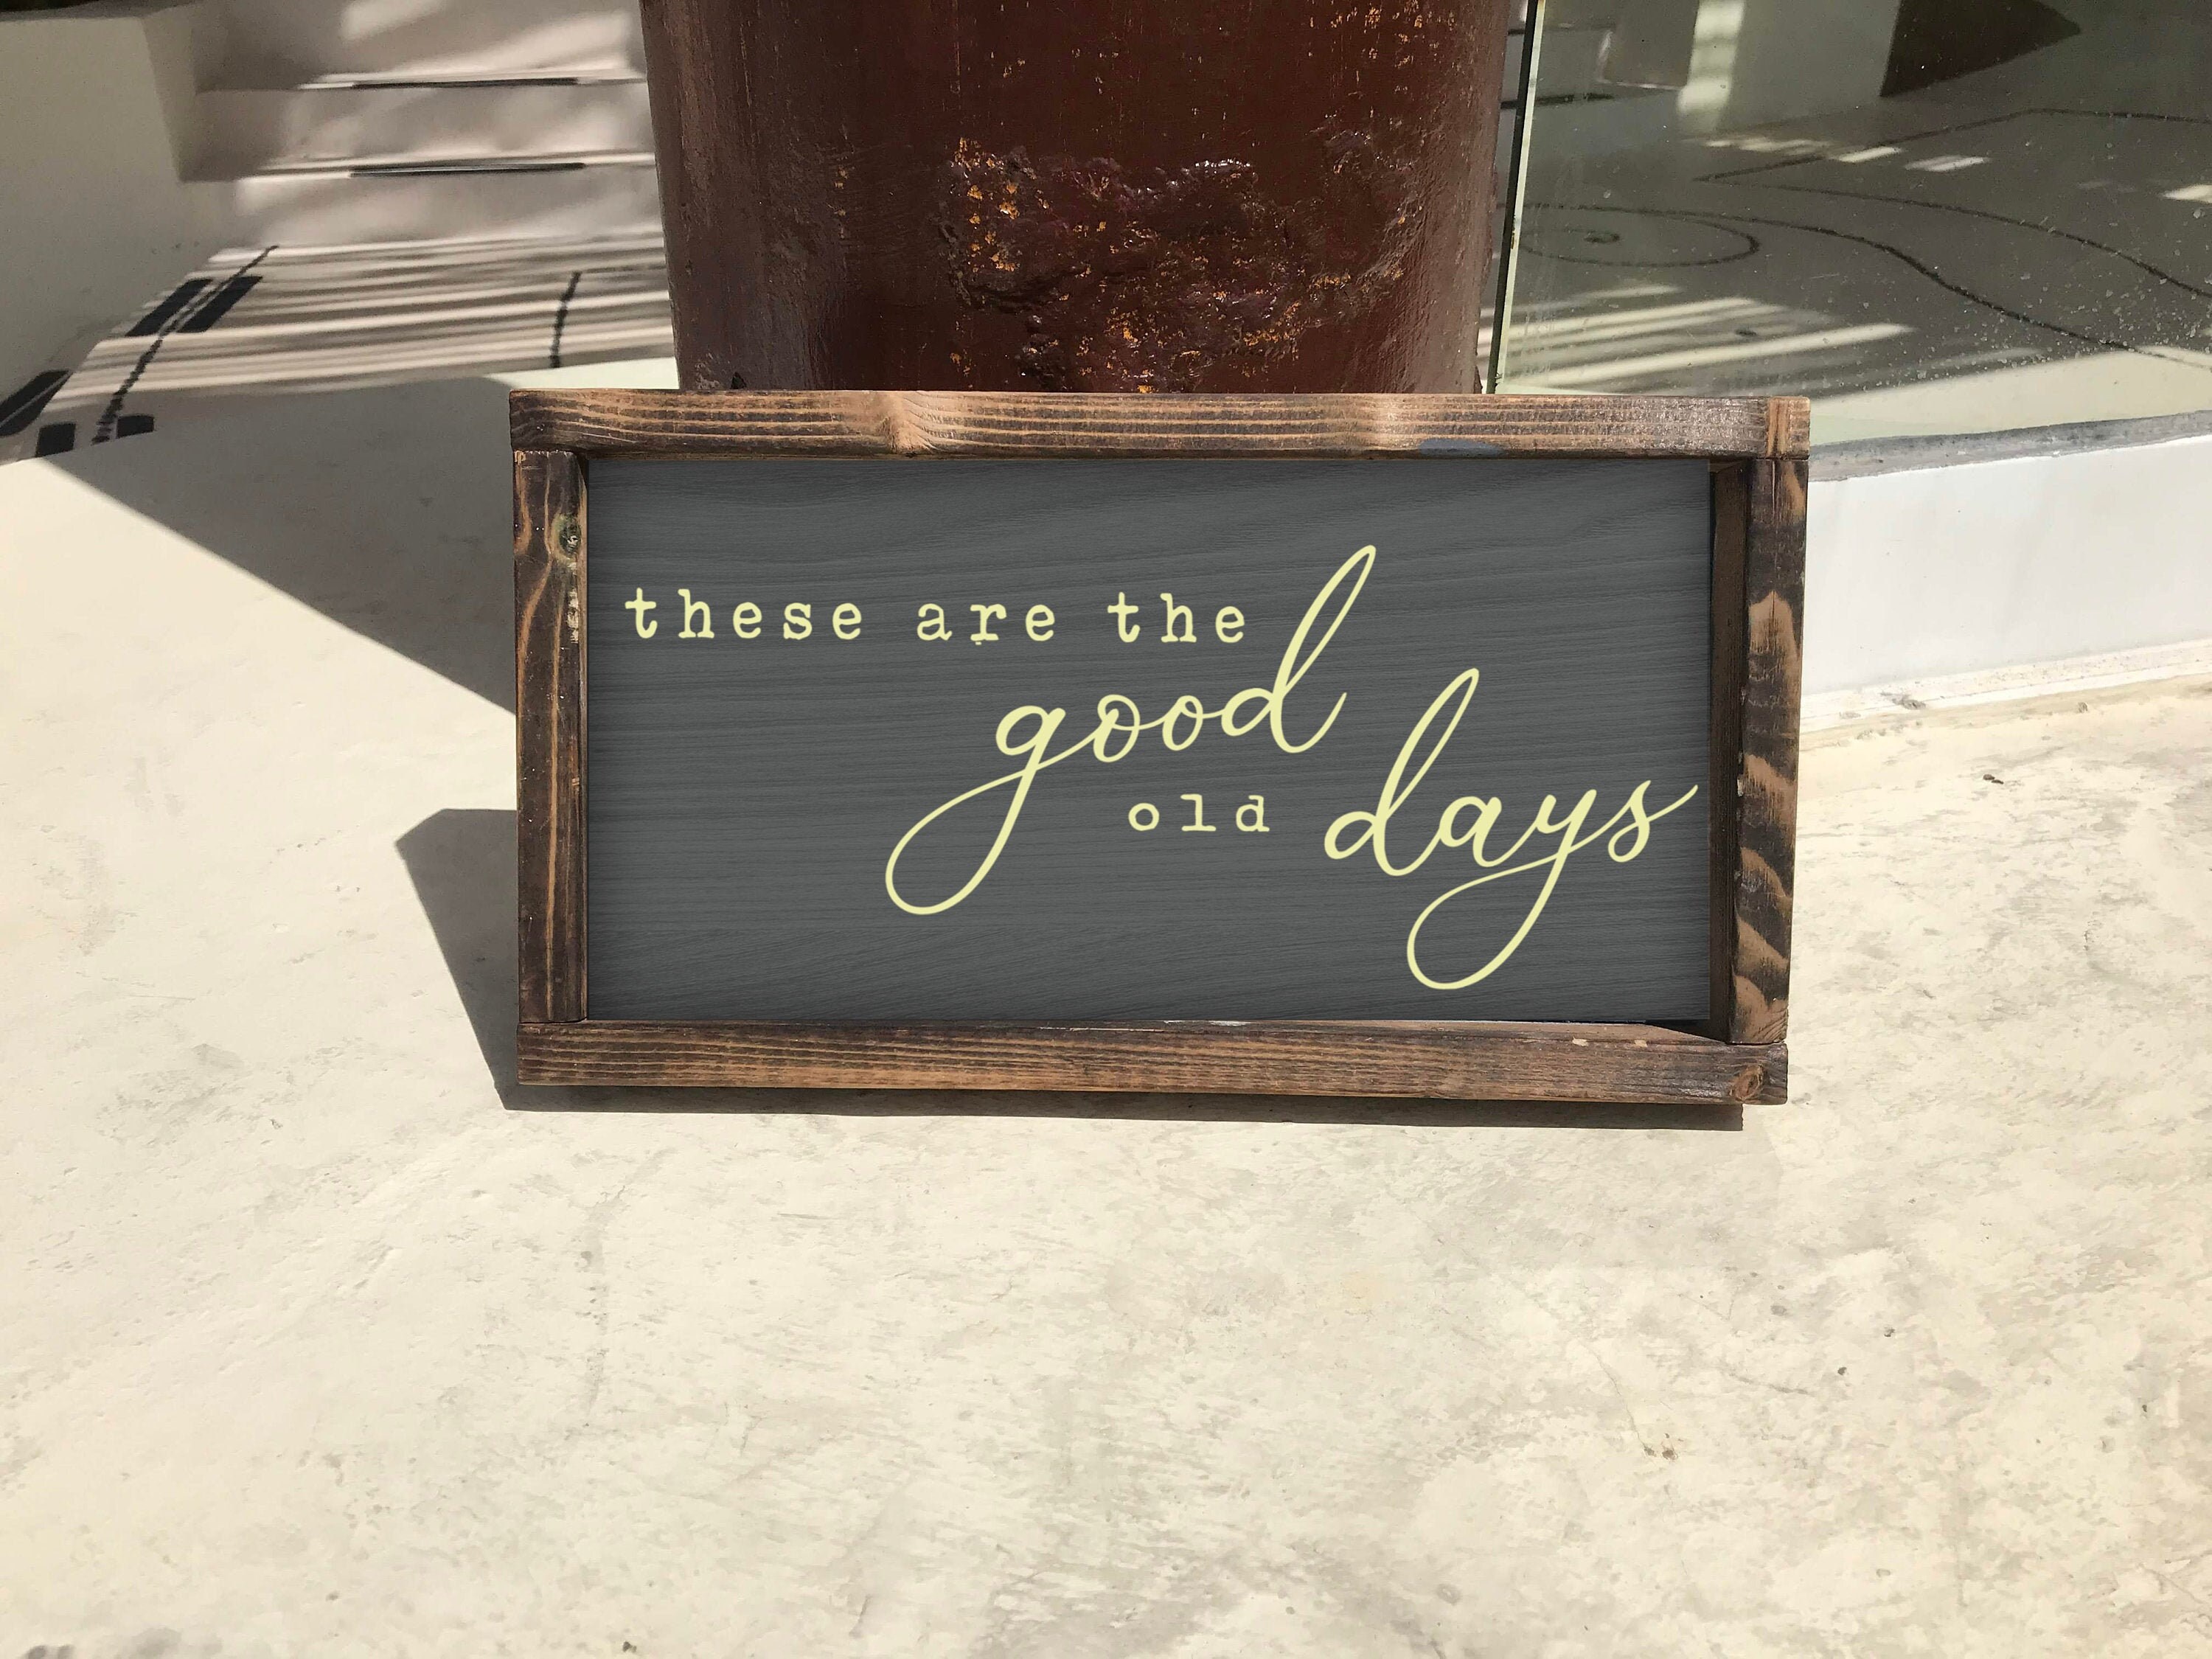 these are the
good
old days